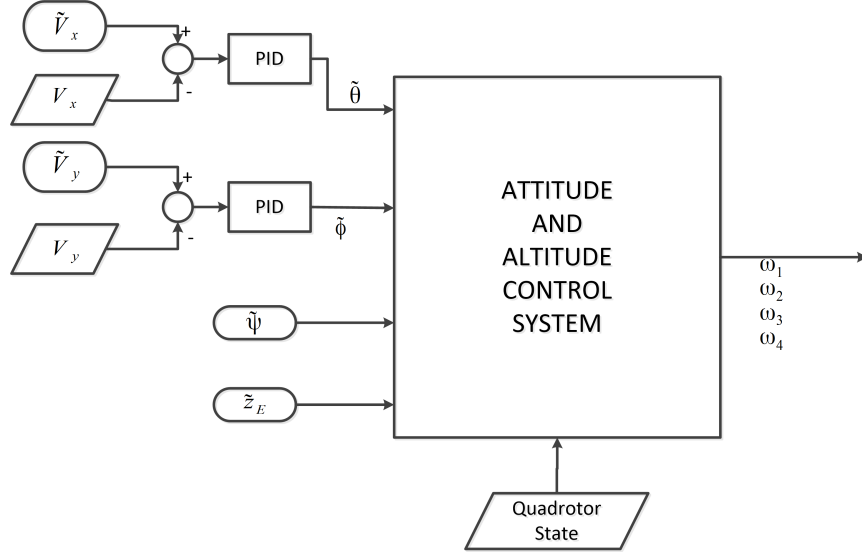 Ṽx
+
PID
Vx
-
θ̃
Ṽy
+
PID
Vy
-
ϕ̃
ψ̃
z̃E
ATTITUDE
AND
ALTITUDE
CONTROL
SYSTEM
ω1
ω2
ω3
ω4
Quadrotor
State